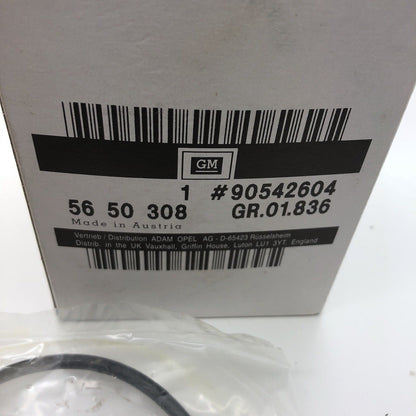 GM
1 #90542604
56 50 308 GR.01.836
Made in Austria
Vertrieb / Distribution ADAM OPEL AG - D-65423 Rüsselsheim
Distrib. in the UK Vauxhall, Griffin House, Luton LU1 3YT, England